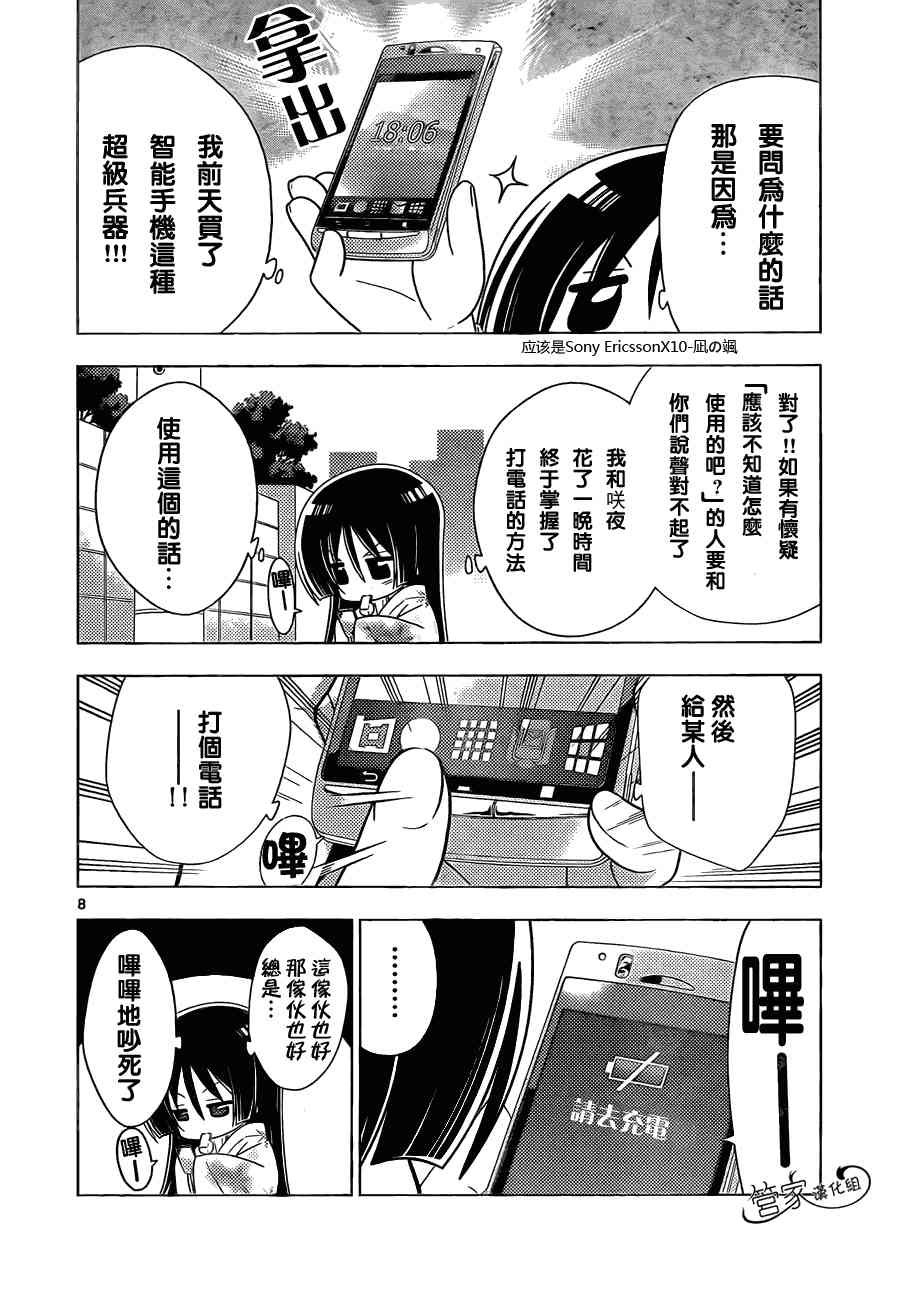 要問為什麼的話
那是因為…
拿出
18:06
我前天買了
智能手機這種
超級兵器!!!
应该是Sony EricssonX10-凪の颯
對了!!如果有懷疑
「應該不知道怎麼
使用的吧?」的人要和
你們說聲對不起了
我和咲夜
花了一晚時間
終于掌握了
打電話的方法
嗶—
使用這個的話…
然後
給某人——
打個電話
——!!
嗶
8
嗶——
請去充電
………
這傢伙也好
那傢伙也好
總是…
嗶嗶地吵死了
嗶—
管家漢化組